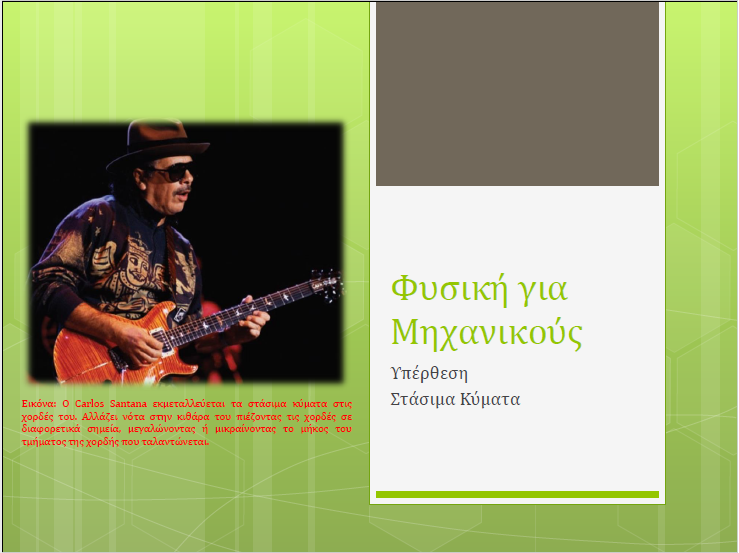 Φυσική για
Μηχανικούς
Υπέρθεση
Στάσιμα Κύματα
Εικόνα: Ο Carlos Santana εκμεταλλεύεται τα στάσιμα κύματα στις
χορδές του. Αλλάζει νότα στην κιθάρα του πιέζοντας τις χορδές σε
διαφορετικά σημεία, μεγαλώνοντας ή μικραίνοντας το μήκος του
τμήματος της χορδής που ταλαντώνεται.